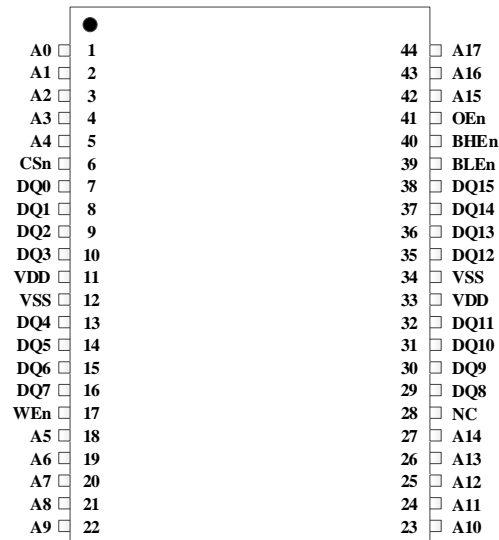 A0 1 44 A17
A1 2 43 A16
A2 3 42 A15
A3 4 41 OEn
A4 5 40 BHEn
CSn 6 39 BLEn
DQ0 7 38 DQ15
DQ1 8 37 DQ14
DQ2 9 36 DQ13
DQ3 10 35 DQ12
VDD 11 34 VSS
VSS 12 33 VDD
DQ4 13 32 DQ11
DQ5 14 31 DQ10
DQ6 15 30 DQ9
DQ7 16 29 DQ8
WEn 17 28 NC
A5 18 27 A14
A6 19 26 A13
A7 20 25 A12
A8 21 24 A11
A9 22 23 A10